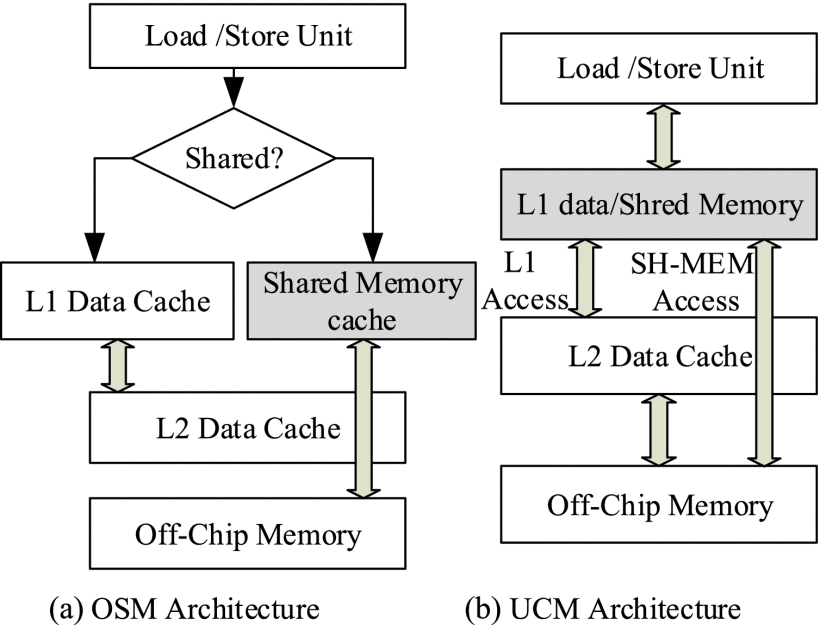 Load /Store Unit
Shared?
L1 Data Cache
Shared Memory
cache
L2 Data Cache
Off-Chip Memory
(a) OSM Architecture
Load /Store Unit
L1 data/Shred Memory
L1
Access
SH-MEM
Access
L2 Data Cache
Off-Chip Memory
(b) UCM Architecture